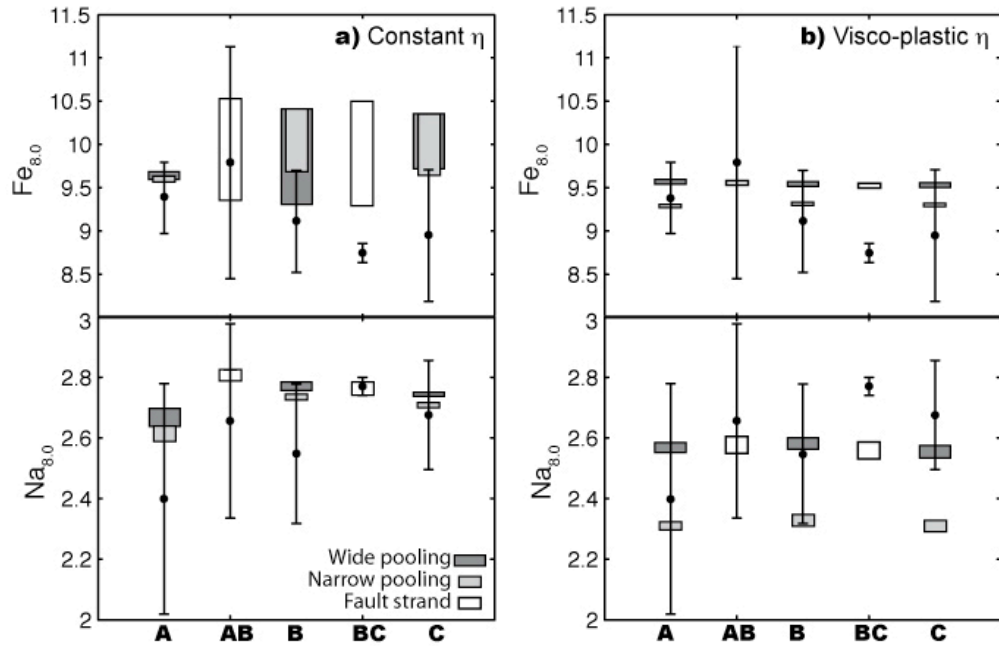 a) Constant η
11.5
11
10.5
10
9.5
9
8.5
Fe8.0
3
2.8
2.6
2.4
2.2
2
Na8.0
Wide pooling
Narrow pooling
Fault strand
A AB B BC C
b) Visco-plastic η
11.5
11
10.5
10
9.5
9
8.5
Fe8.0
3
2.8
2.6
2.4
2.2
2
Na8.0
A AB B BC C